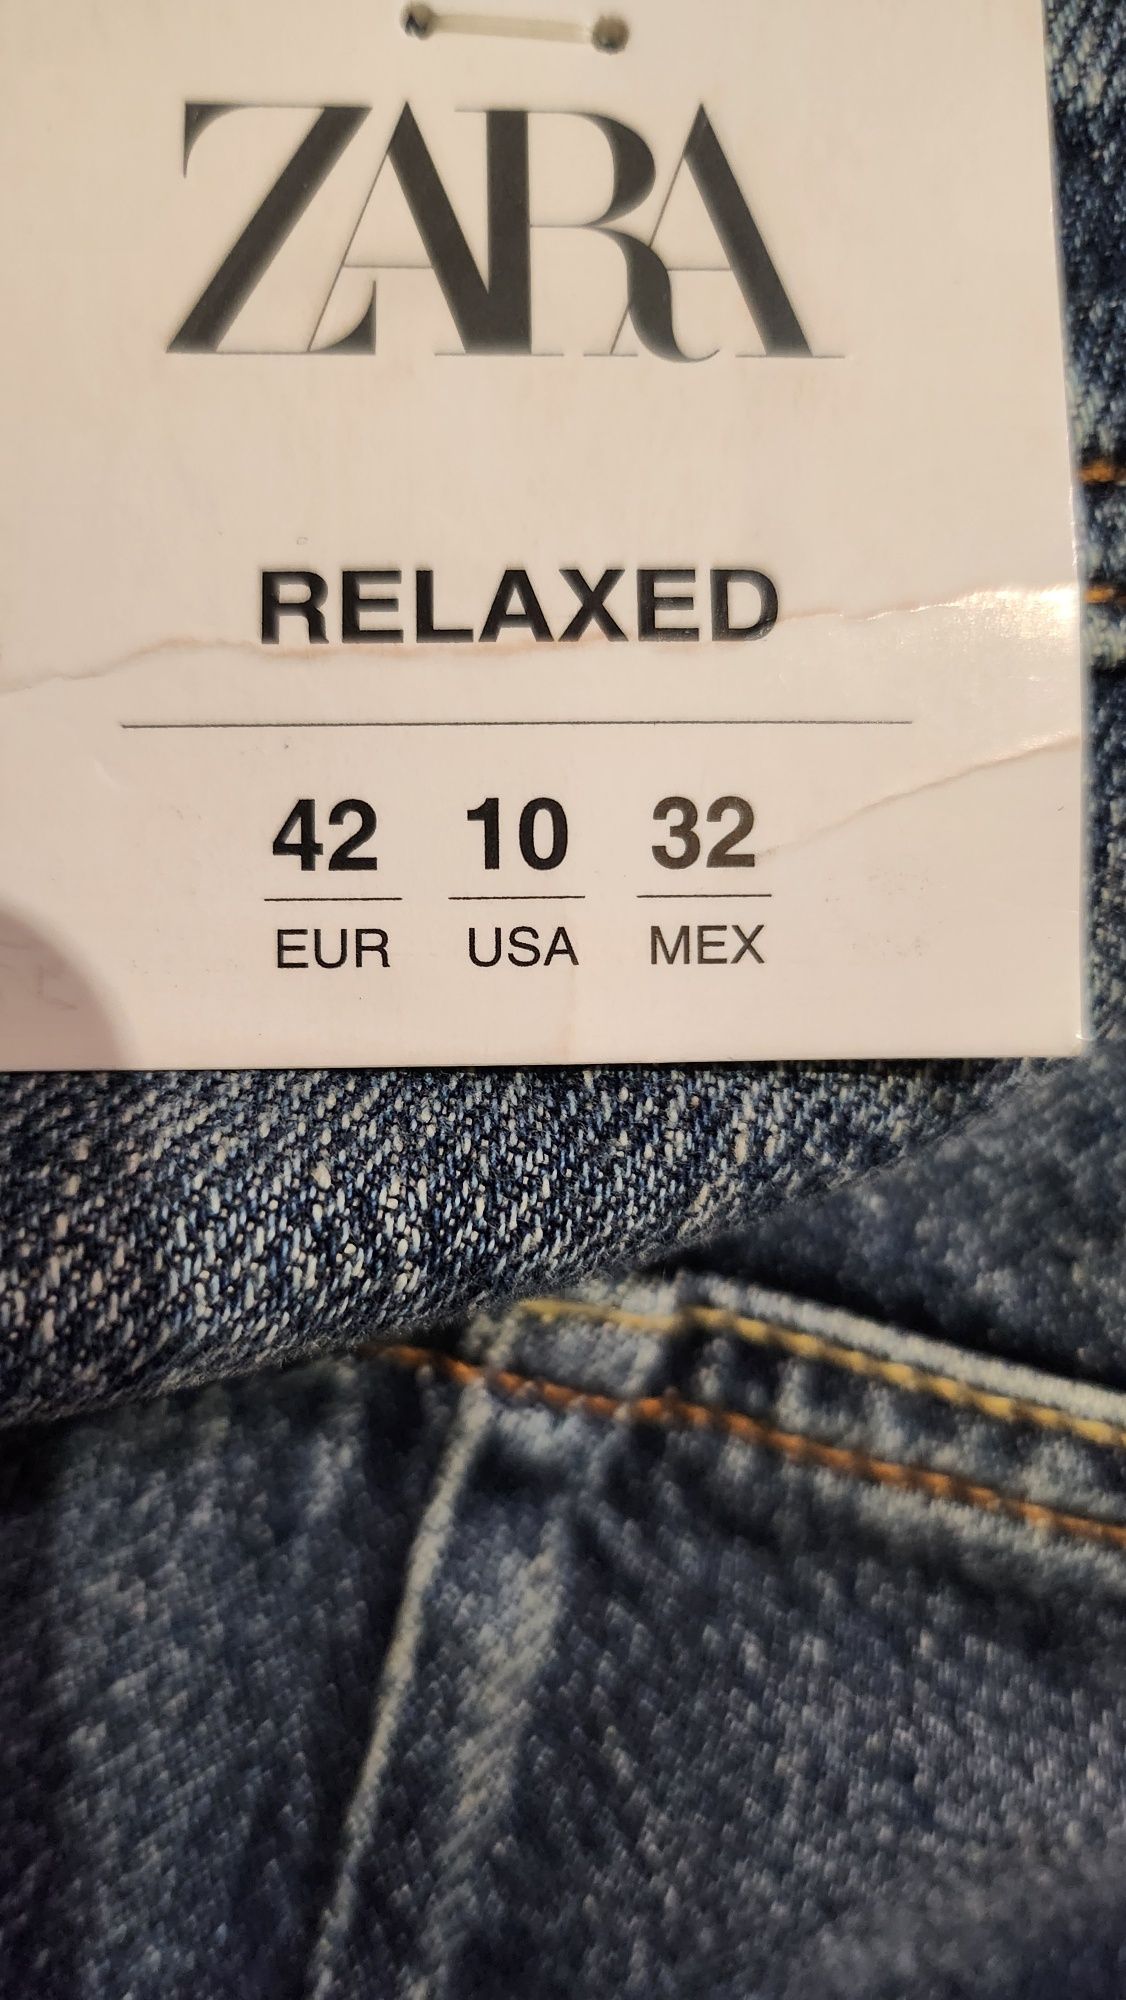 ZARA
RELAXED
42 10 32
EUR USA MEX